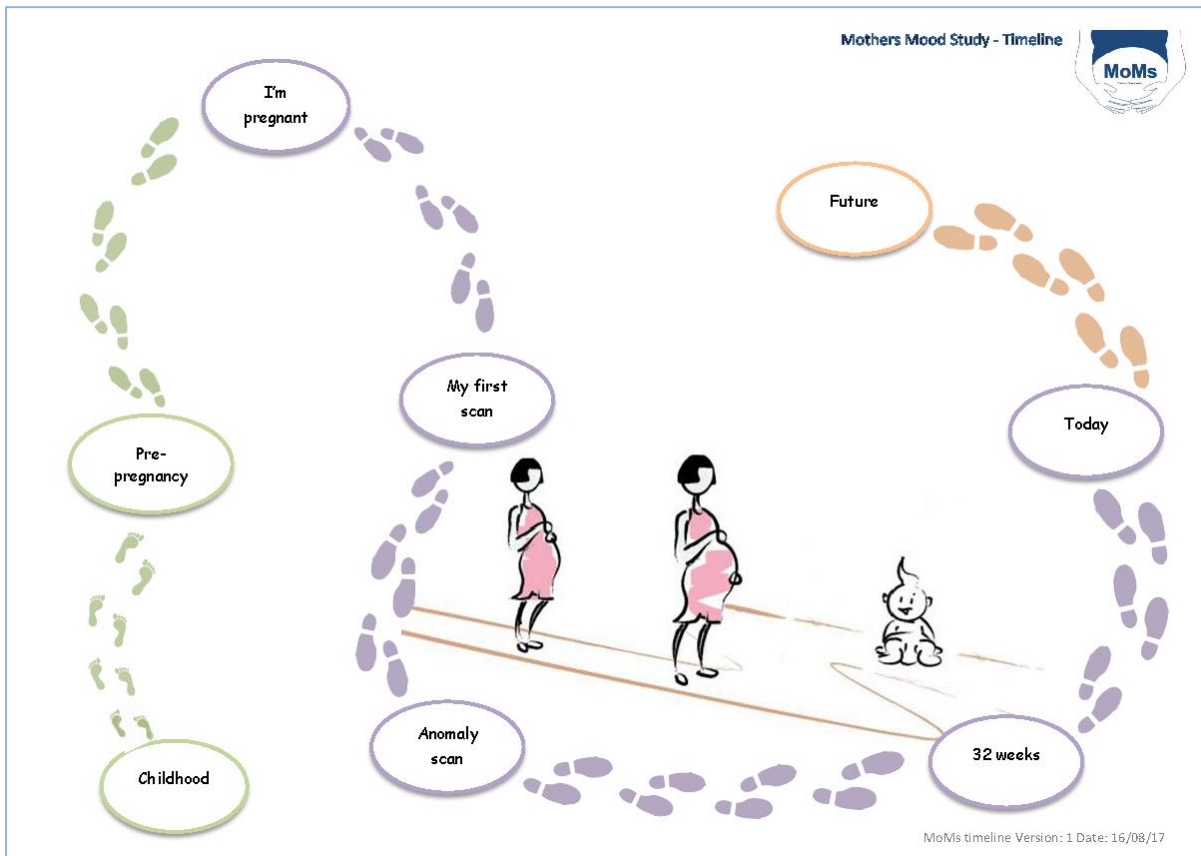 Mothers Mood Study - Timeline
MoMs
I'm
pregnant
Future
My first
scan
Today
Pre-
pregnancy
Anomaly
scan
32 weeks
Childhood
MoMs timeline Version: 1 Date: 16/08/17